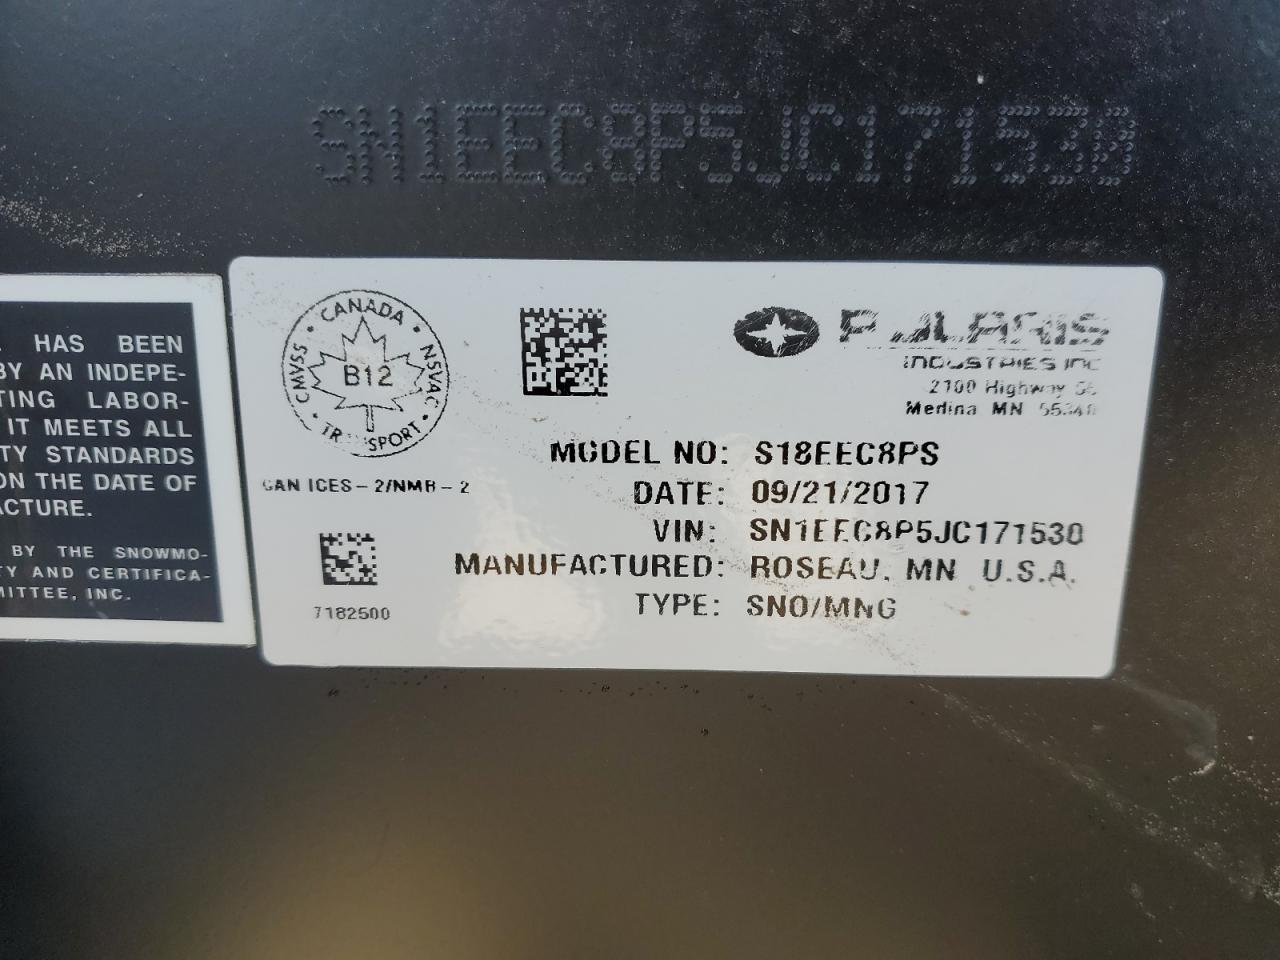 SN1EEC8P5JC171530
HAS BEEN
BY AN INDEPE-
TING LABOR-
IT MEETS ALL
TY STANDARDS
ON THE DATE OF
ACTURE.
BY THE SNOWMO-
TY AND CERTIFICA-
MITTEE, INC.
CANADA
CMVSS
B12
NSVAC
TRANSPORT
CAN ICES-2/NMB-2
7182500
POLARIS
INDUSTRIES INC
2100 Highway 55
Medina MN 55340
MODEL NO: S18EEC8PS
DATE: 09/21/2017
VIN: SN1EEC8P5JC171530
MANUFACTURED: ROSEAU, MN U.S.A.
TYPE: SNO/MNG